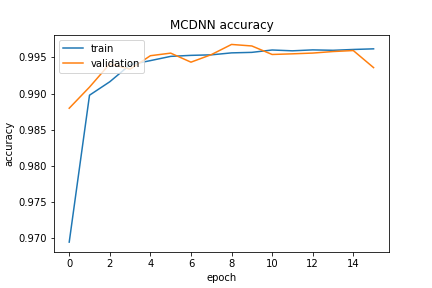 MCDNN accuracy
train
validation
0.995
0.990
0.985
0.980
0.975
0.970
accuracy
0 2 4 6 8 10 12 14
epoch